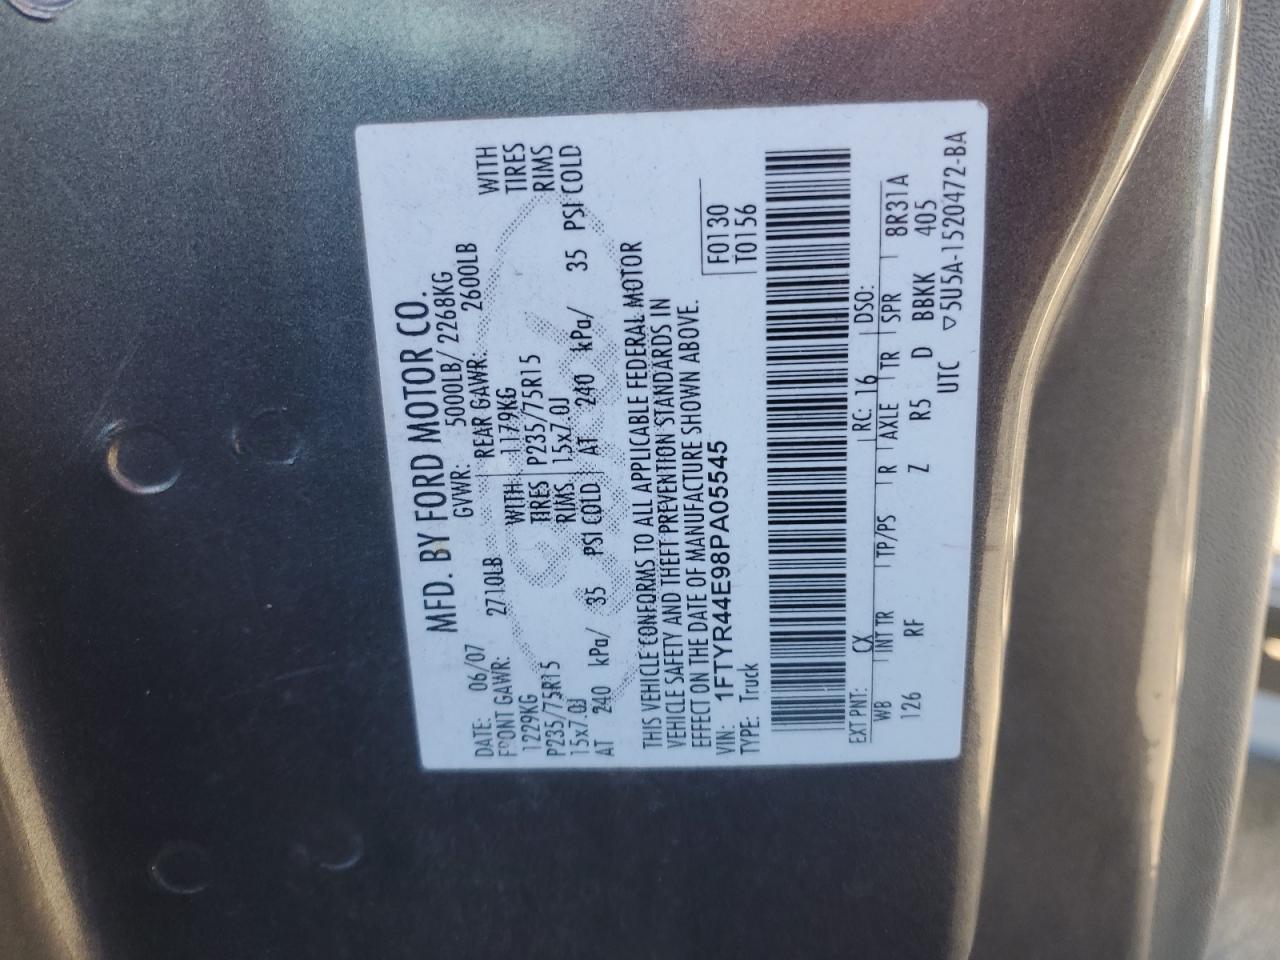 MFD. BY FORD MOTOR CO.
DATE: 06/07 GVWR: 5000LB/ 2268KG
FRONT GAWR: 2710LB REAR GAWR: 2600LB
1229KG WITH 1179KG WITH
P235/75R15 TIRES P235/75R15 TIRES
15x7.0J RIMS 15x7.0J RIMS
AT 240 kPa/ 35 PSI COLD AT 240 kPa/ 35 PSI COLD
THIS VEHICLE CONFORMS TO ALL APPLICABLE FEDERAL MOTOR
VEHICLE SAFETY AND THEFT PREVENTION STANDARDS IN
EFFECT ON THE DATE OF MANUFACTURE SHOWN ABOVE.
VIN: 1FTYR44E98PA05545 F0130
TYPE: Truck T0156
EXT PNT: CX RC: 16 DSO:
WB INT TR TP/PS R AXLE TR SPR 8R31A
126 RF Z R5 D BBKK 405
UTC ▽5U5A-1520472-BA